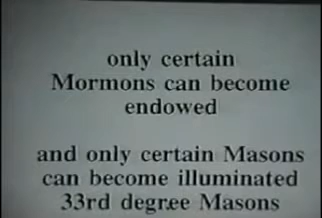 only certain
Mormons can become
endowed
and only certain Masons
can become illuminated
33rd degree Masons